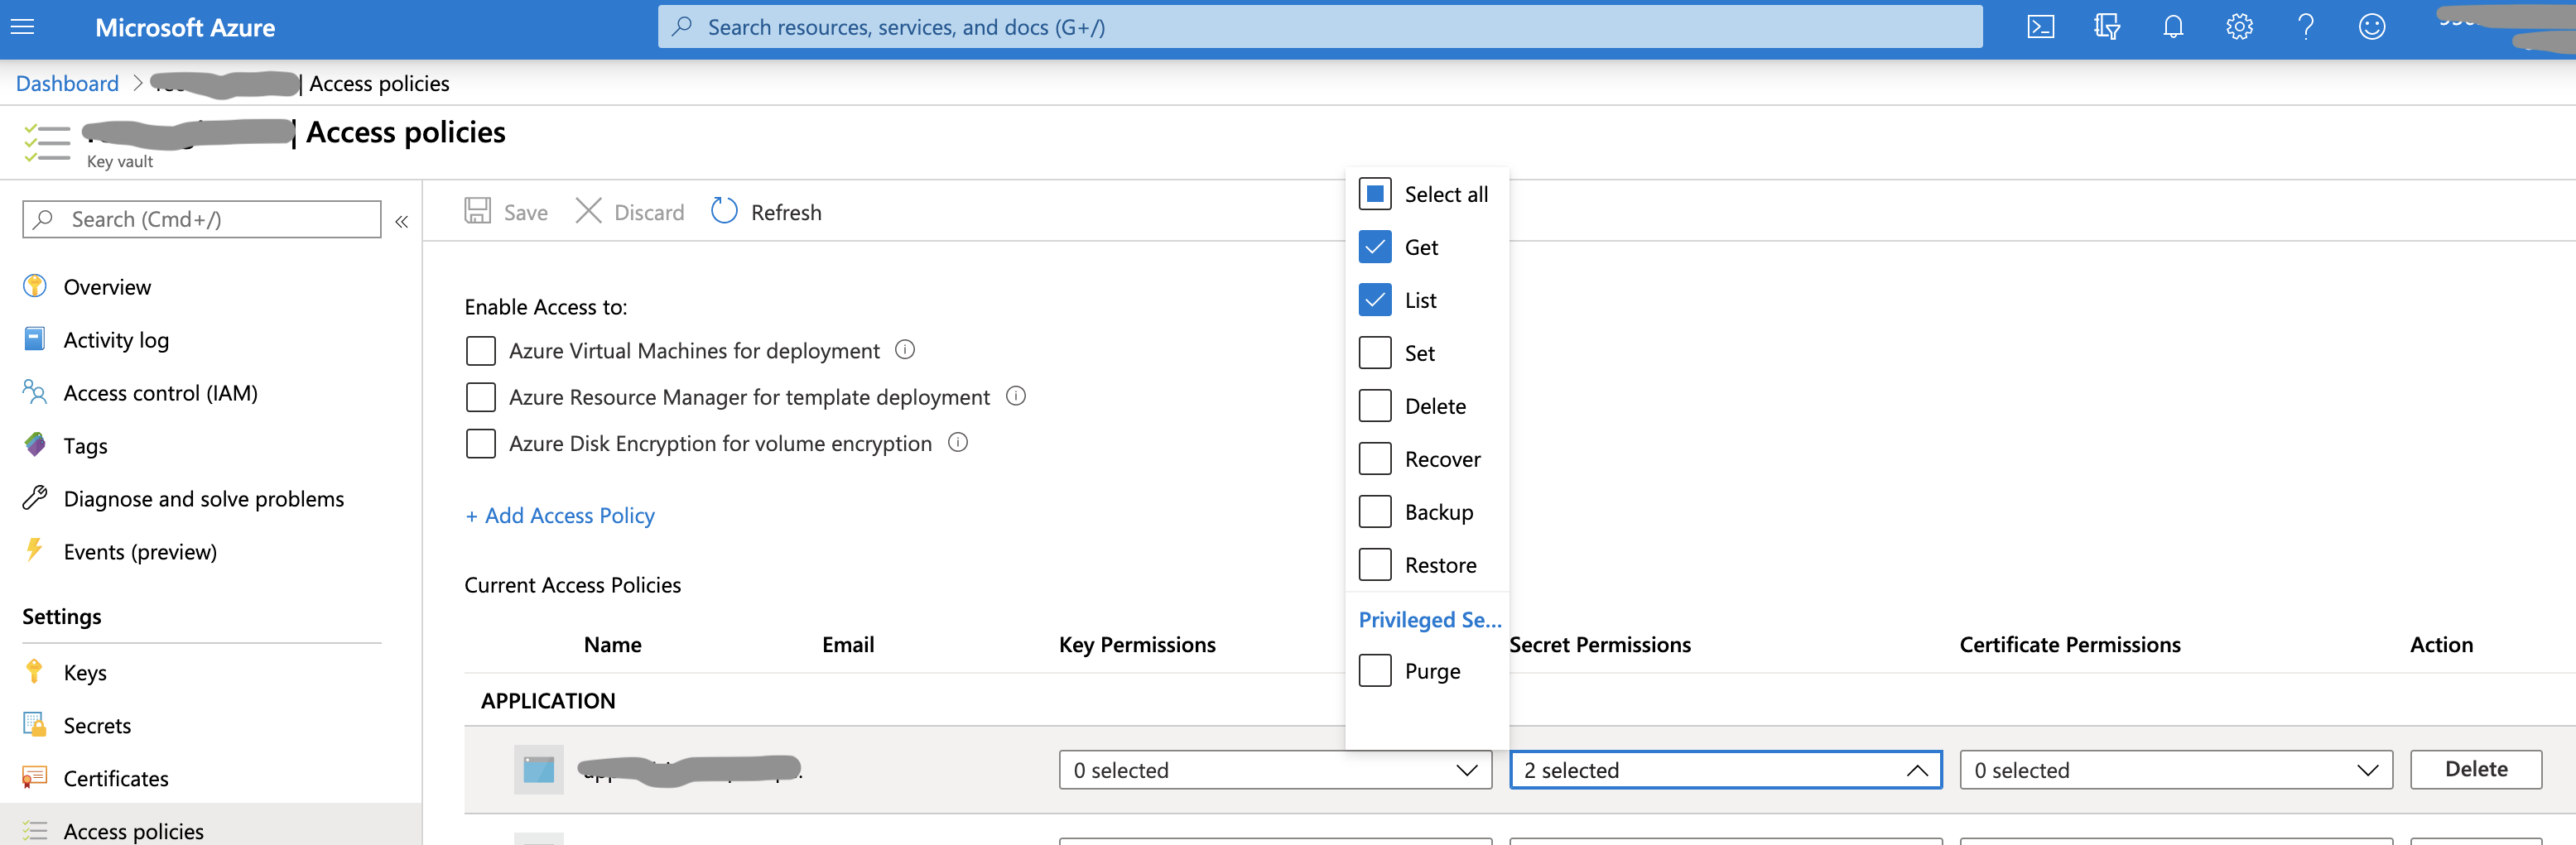 Microsoft Azure
Search resources, services, and docs (G+/)
Dashboard > | Access policies
| Access policies
Key vault
Search (Cmd+/)
«
Save
Discard
Refresh
Overview
Activity log
Access control (IAM)
Tags
Diagnose and solve problems
Events (preview)
Settings
Keys
Secrets
Certificates
Access policies
Enable Access to:
Azure Virtual Machines for deployment
Azure Resource Manager for template deployment
Azure Disk Encryption for volume encryption
+ Add Access Policy
Current Access Policies
Select all
Get
List
Set
Delete
Recover
Backup
Restore
Privileged Se...
Purge
Name Email Key Permissions Secret Permissions Certificate Permissions Action
APPLICATION
0 selected 2 selected 0 selected Delete